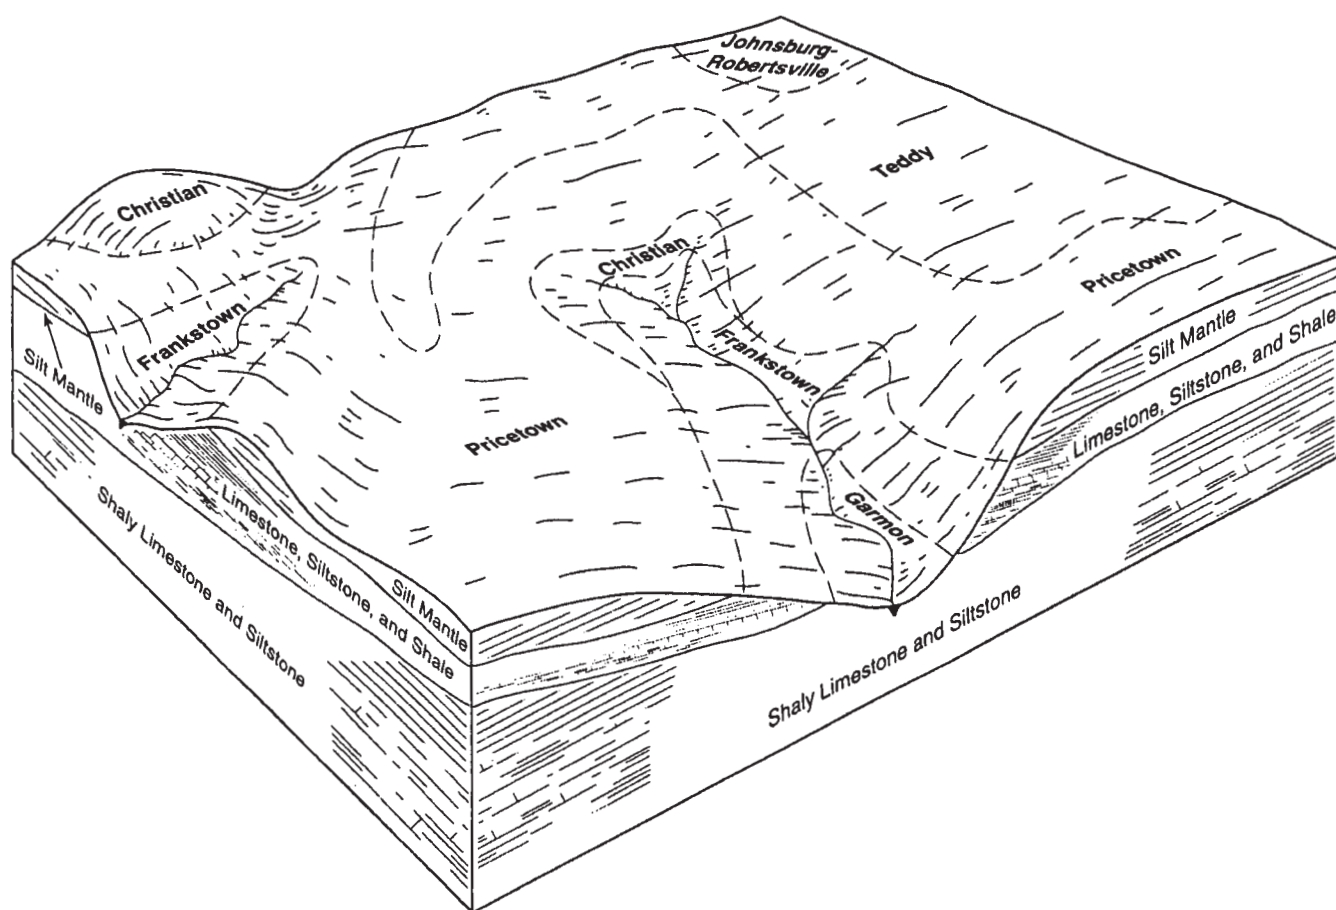 Johnsburg-
Robertsville
Teddy
Christian
Christian
Pricetown
Frankstown
Frankstown
Silt Mantle
Silt Mantle
Limestone, Siltstone, and Shale
Pricetown
Garmon
Limestone, Siltstone, and Shale
Silt Mantle
Shaly Limestone and Siltstone
Shaly Limestone and Siltstone